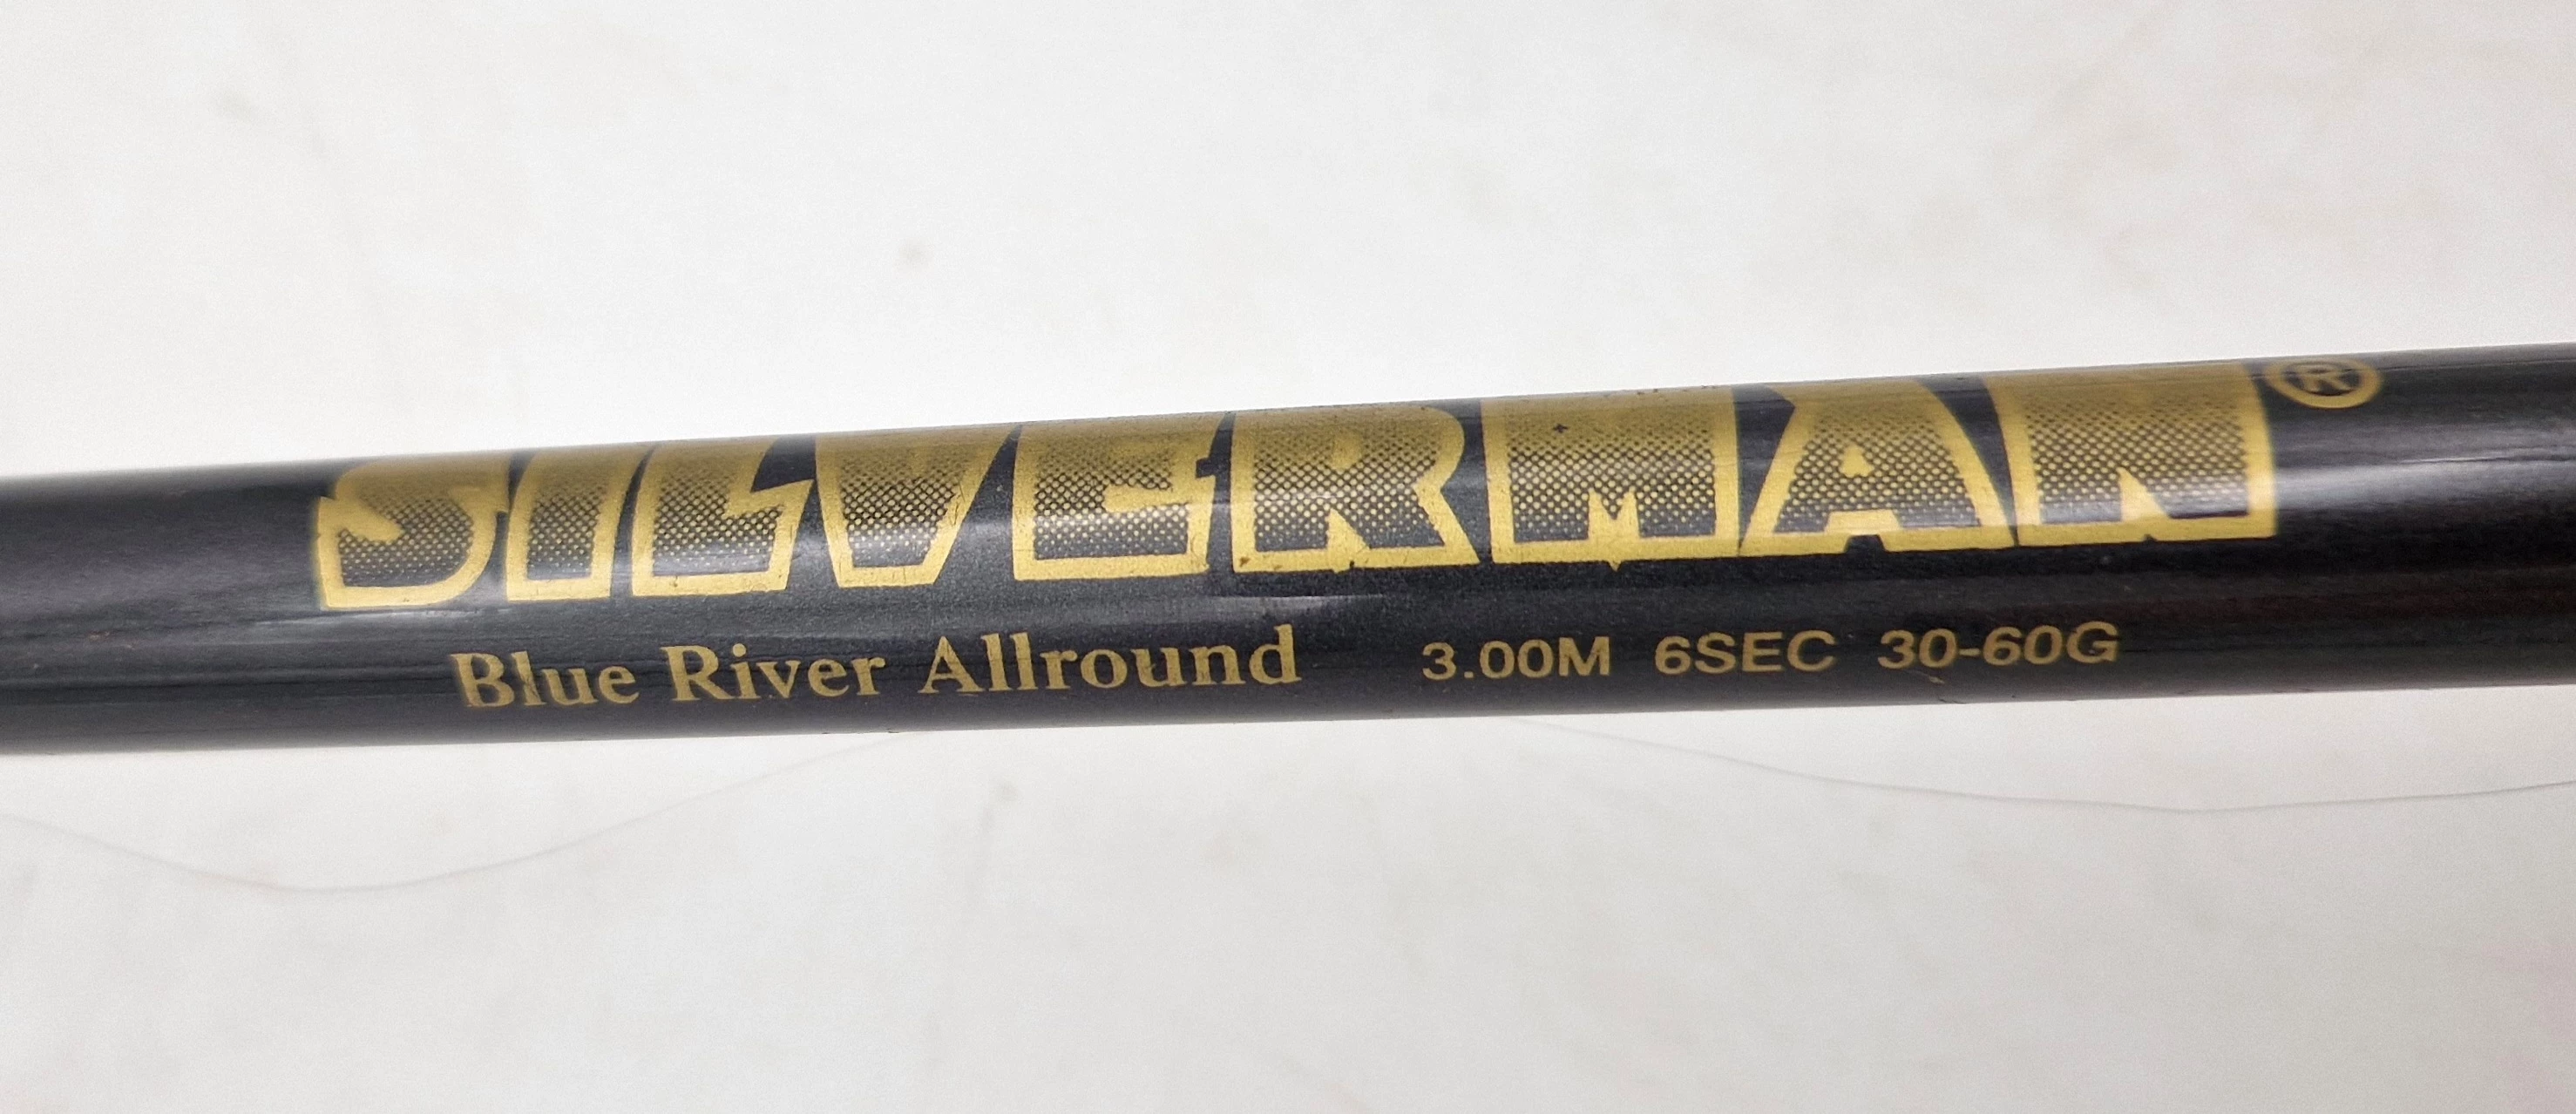 SILVERMAN®
Blue River Allround 3.00M 6SEC 30-60G